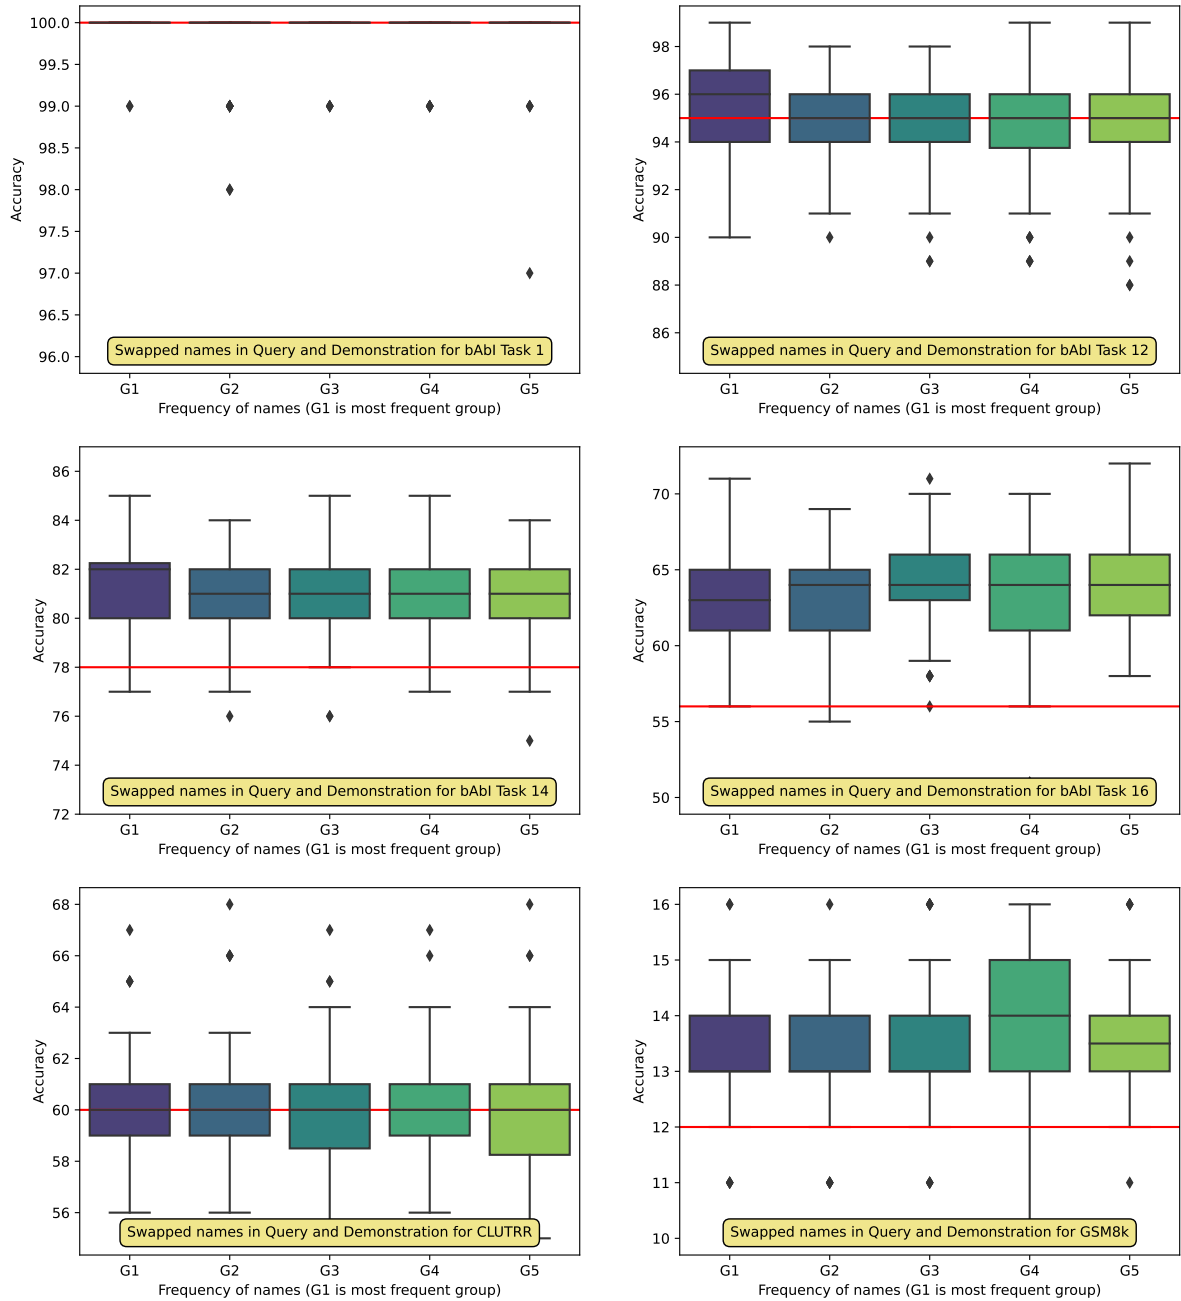 100.0
99.5
99.0
98.5
98.0
97.5
97.0
96.5
96.0
Accuracy
Swapped names in Query and Demonstration for bAbI Task 1
G1 G2 G3 G4 G5
Frequency of names (G1 is most frequent group)
98
96
94
92
90
88
86
Accuracy
Swapped names in Query and Demonstration for bAbI Task 12
G1 G2 G3 G4 G5
Frequency of names (G1 is most frequent group)
86
84
82
80
78
76
74
72
Accuracy
Swapped names in Query and Demonstration for bAbI Task 14
G1 G2 G3 G4 G5
Frequency of names (G1 is most frequent group)
70
65
60
55
50
Accuracy
Swapped names in Query and Demonstration for bAbI Task 16
G1 G2 G3 G4 G5
Frequency of names (G1 is most frequent group)
68
66
64
62
60
58
56
Accuracy
Swapped names in Query and Demonstration for CLUTRR
G1 G2 G3 G4 G5
Frequency of names (G1 is most frequent group)
16
15
14
13
12
11
10
Accuracy
Swapped names in Query and Demonstration for GSM8k
G1 G2 G3 G4 G5
Frequency of names (G1 is most frequent group)